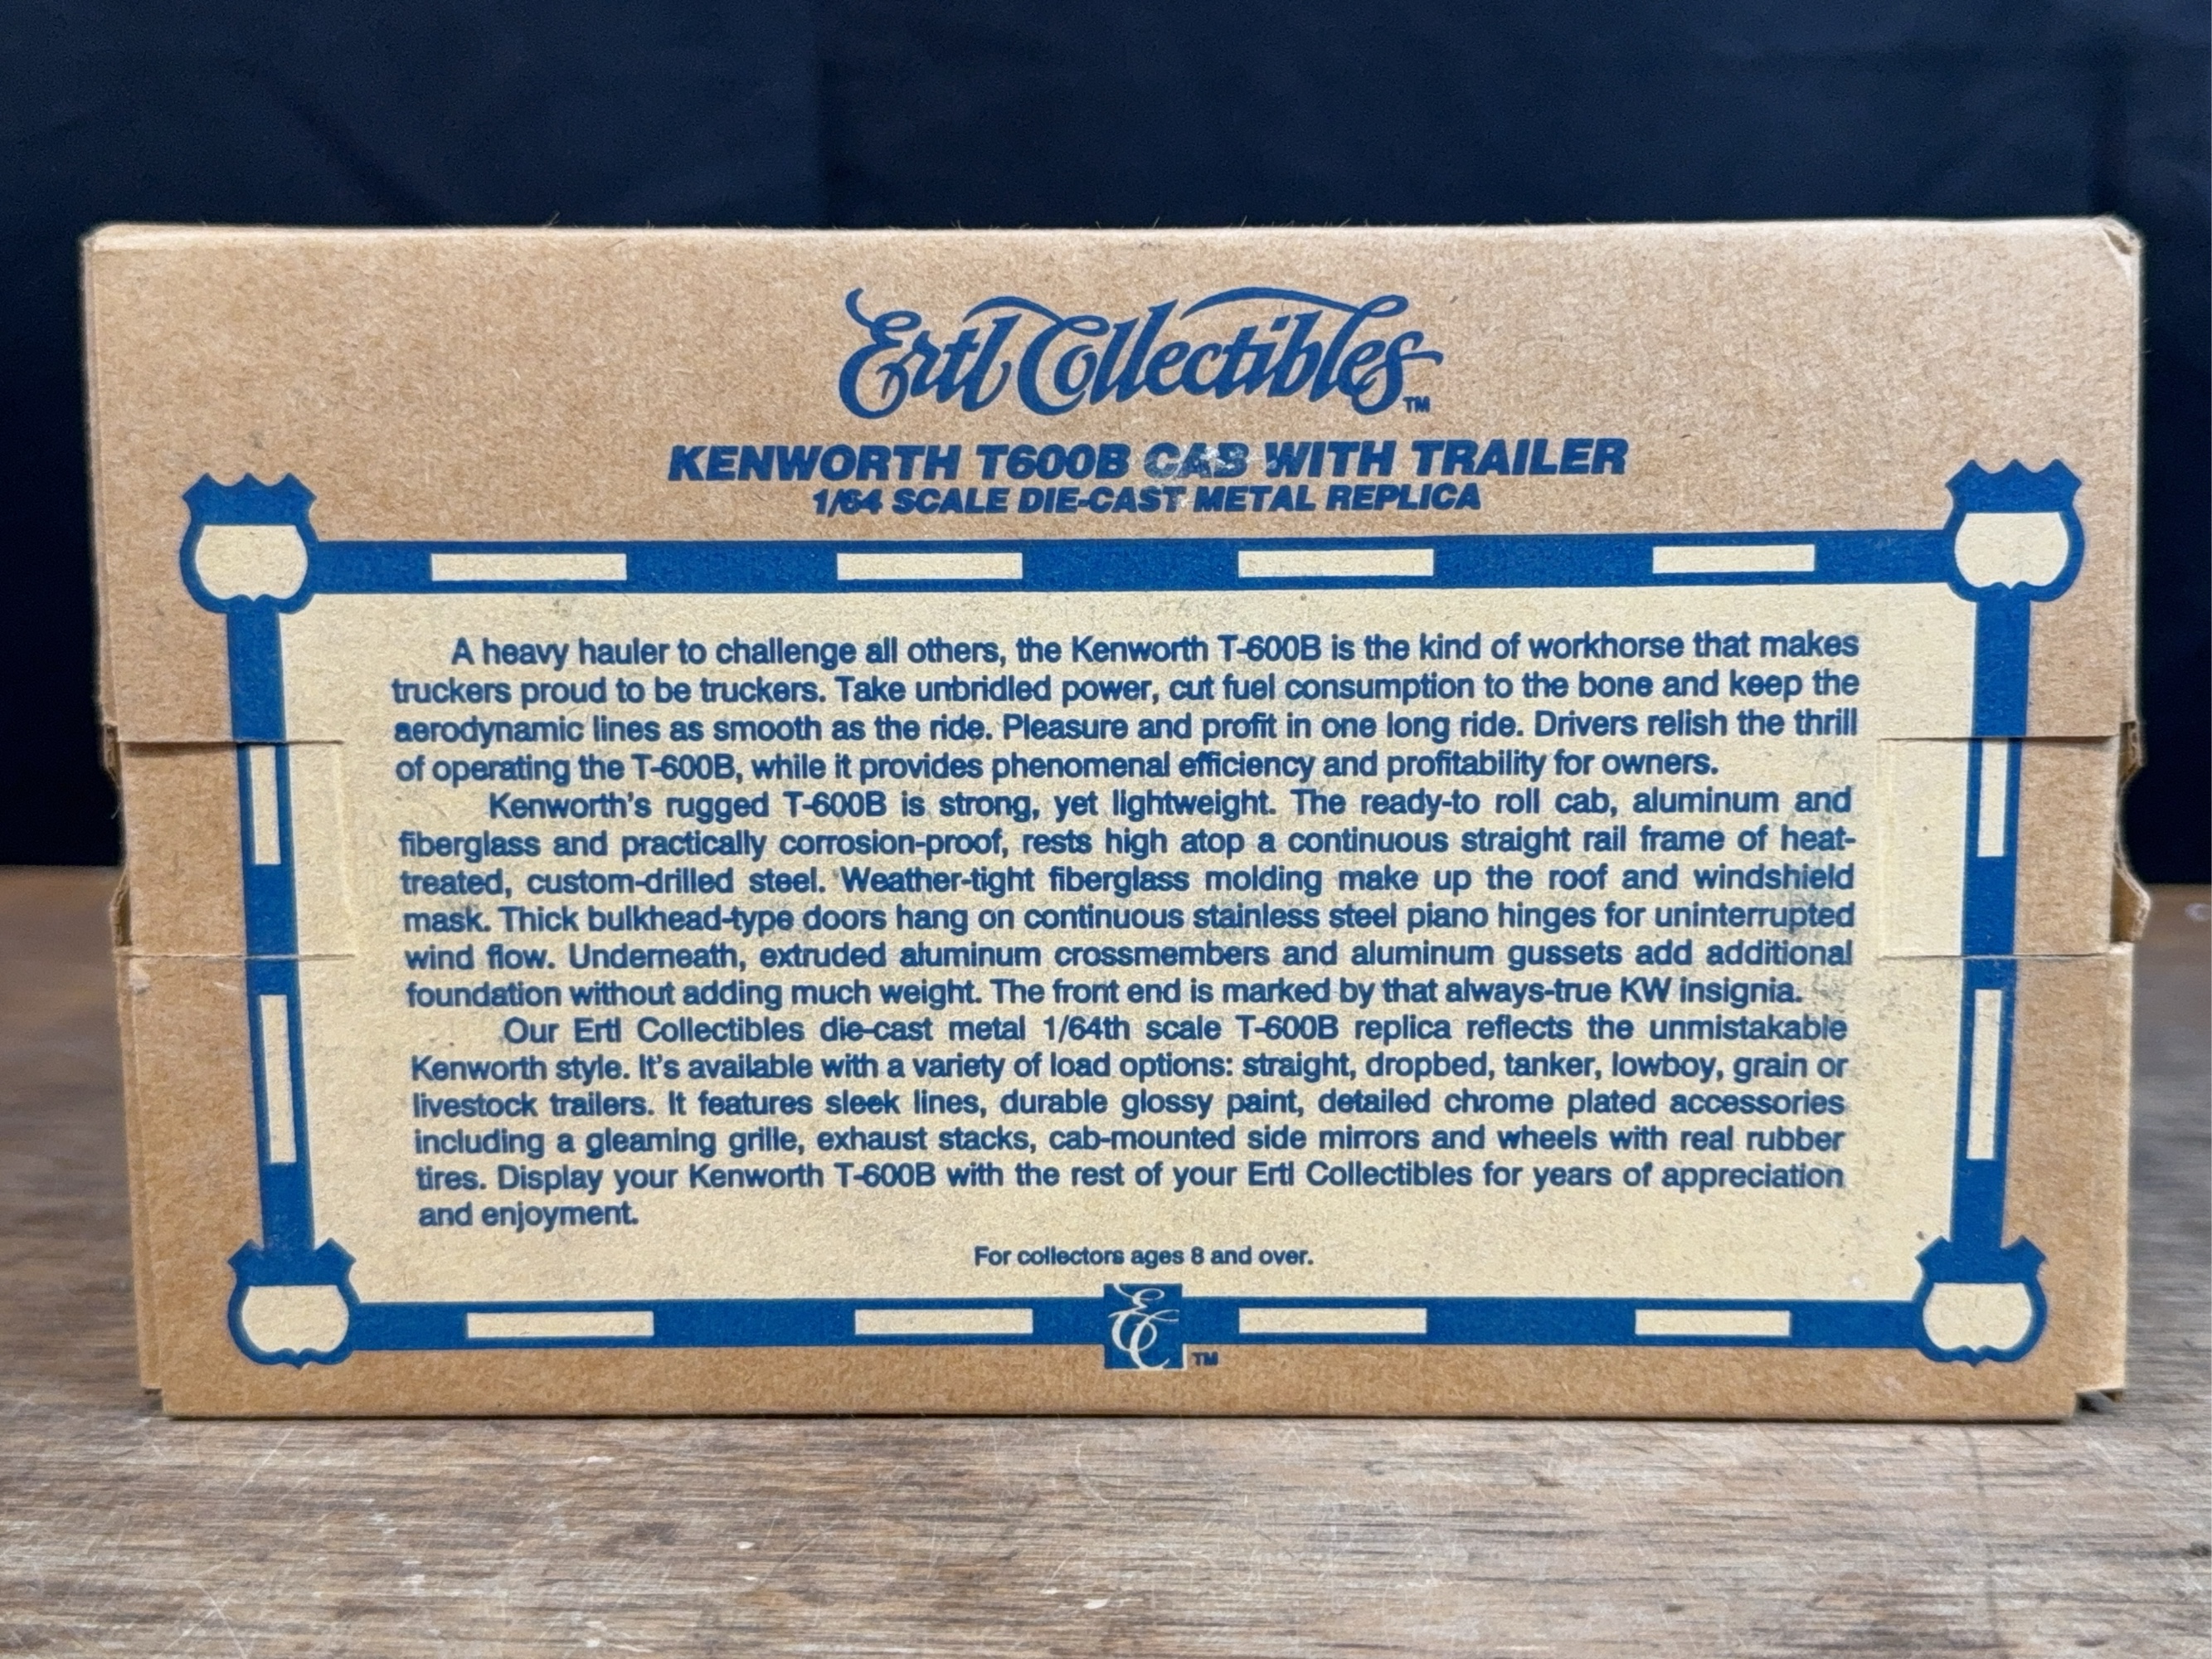 Ertl Collectibles™
KENWORTH T600B CAB WITH TRAILER
1/64 SCALE DIE-CAST METAL REPLICA
A heavy hauler to challenge all others, the Kenworth T-600B is the kind of workhorse that makes
truckers proud to be truckers. Take unbridled power, cut fuel consumption to the bone and keep the
aerodynamic lines as smooth as the ride. Pleasure and profit in one long ride. Drivers relish the thrill
of operating the T-600B, while it provides phenomenal efficiency and profitability for owners.
Kenworth's rugged T-600B is strong, yet lightweight. The ready-to roll cab, aluminum and
fiberglass and practically corrosion-proof, rests high atop a continuous straight rail frame of heat-
treated, custom-drilled steel. Weather-tight fiberglass molding make up the roof and windshield
mask. Thick bulkhead-type doors hang on continuous stainless steel piano hinges for uninterrupted
wind flow. Underneath, extruded aluminum crossmembers and aluminum gussets add additional
foundation without adding much weight. The front end is marked by that always-true KW insignia.
Our Ertl Collectibles die-cast metal 1/64th scale T-600B replica reflects the unmistakable
Kenworth style. It's available with a variety of load options: straight, dropbed, tanker, lowboy, grain or
livestock trailers. It features sleek lines, durable glossy paint, detailed chrome plated accessories
including a gleaming grille, exhaust stacks, cab-mounted side mirrors and wheels with real rubber
tires. Display your Kenworth T-600B with the rest of your Ertl Collectibles for years of appreciation
and enjoyment.
For collectors ages 8 and over.
EC™